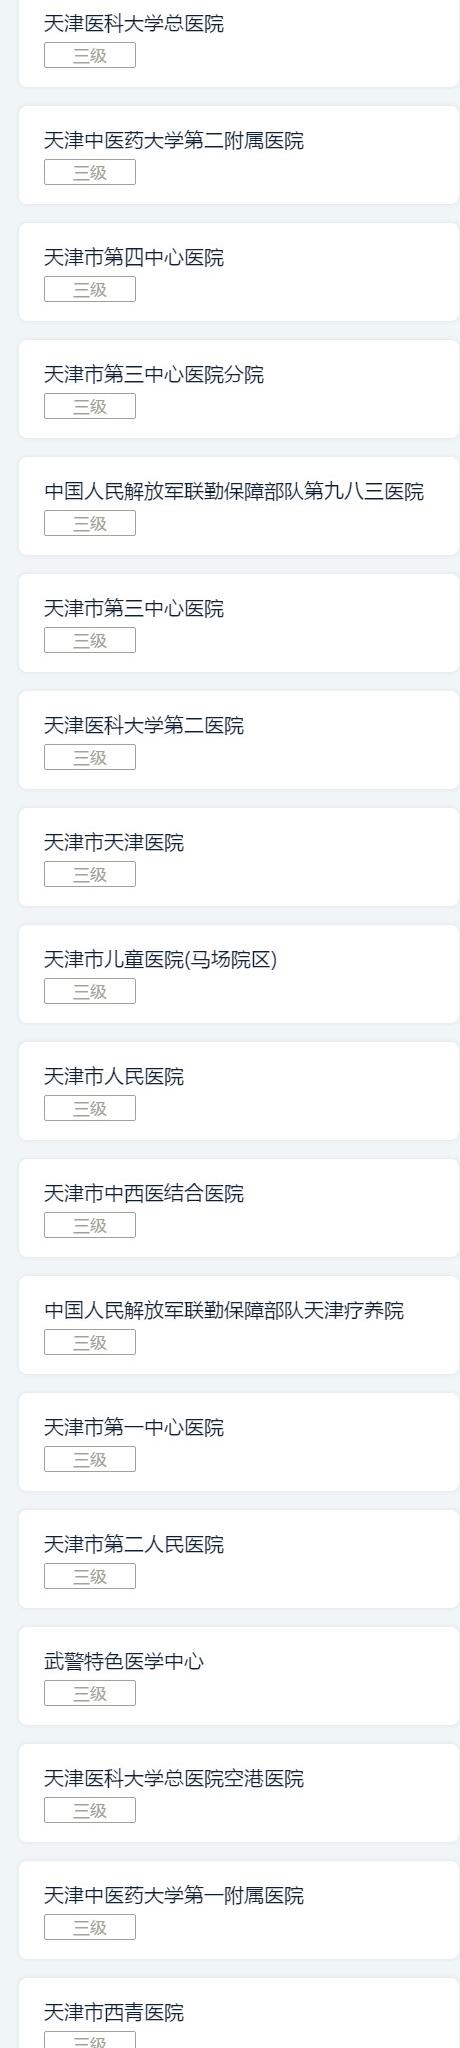 天津医科大学总医院
三级
天津中医药大学第二附属医院
三级
天津市第四中心医院
三级
天津市第三中心医院分院
三级
中国人民解放军联勤保障部队第九八三医院
三级
天津市第三中心医院
三级
天津医科大学第二医院
三级
天津市天津医院
三级
天津市儿童医院(马场院区)
三级
天津市人民医院
三级
天津市中西医结合医院
三级
中国人民解放军联勤保障部队天津疗养院
三级
天津市第一中心医院
三级
天津市第二人民医院
三级
武警特色医学中心
三级
天津医科大学总医院空港医院
三级
天津中医药大学第一附属医院
三级
天津市西青医院
三级